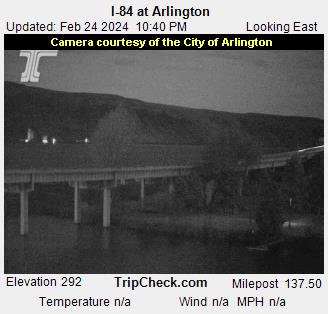 I-84 at Arlington
Updated: Feb 24 2024 10:40 PM Looking East
Camera courtesy of the City of Arlington
Elevation 292 TripCheck.com Milepost 137.50
Temperature n/a Wind n/a MPH n/a